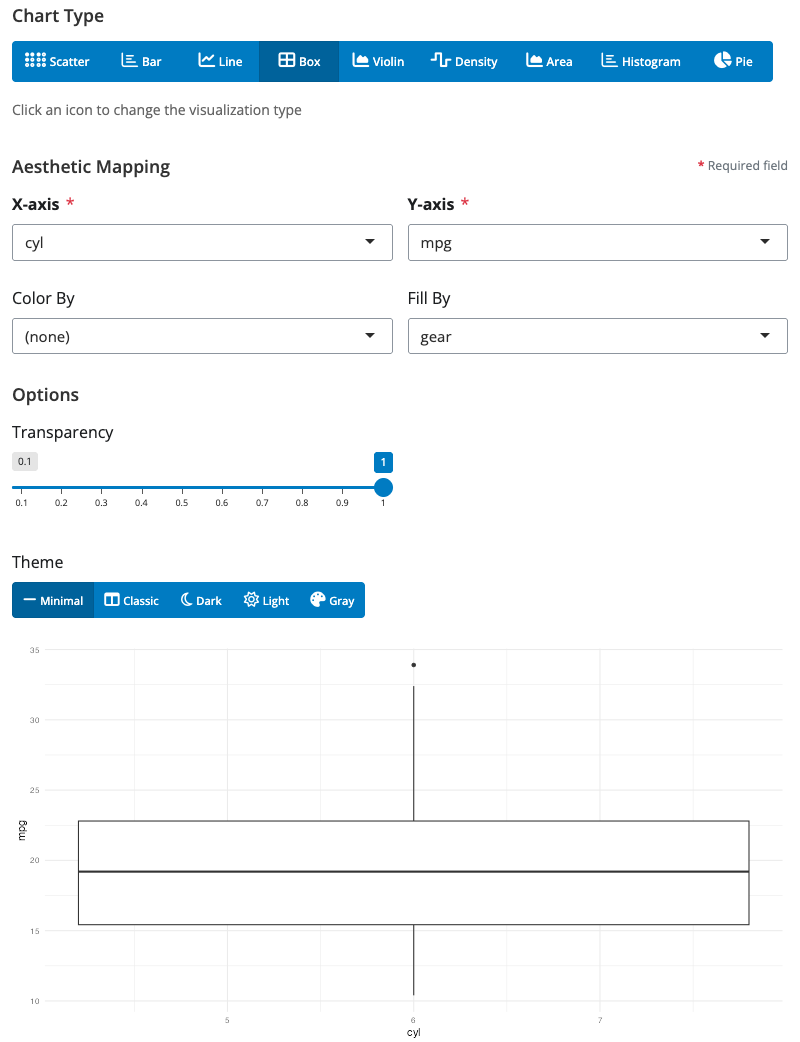 Chart Type
Scatter Bar Line Box Violin Density Area Histogram Pie
Click an icon to change the visualization type
Aesthetic Mapping * Required field
X-axis * Y-axis *
cyl mpg
Color By Fill By
(none) gear
Options
Transparency
0.1 1
0.1 0.2 0.3 0.4 0.5 0.6 0.7 0.8 0.9 1
Theme
Minimal Classic Dark Light Gray
35
30
25
mpg
20
15
10
5 6 7
cyl